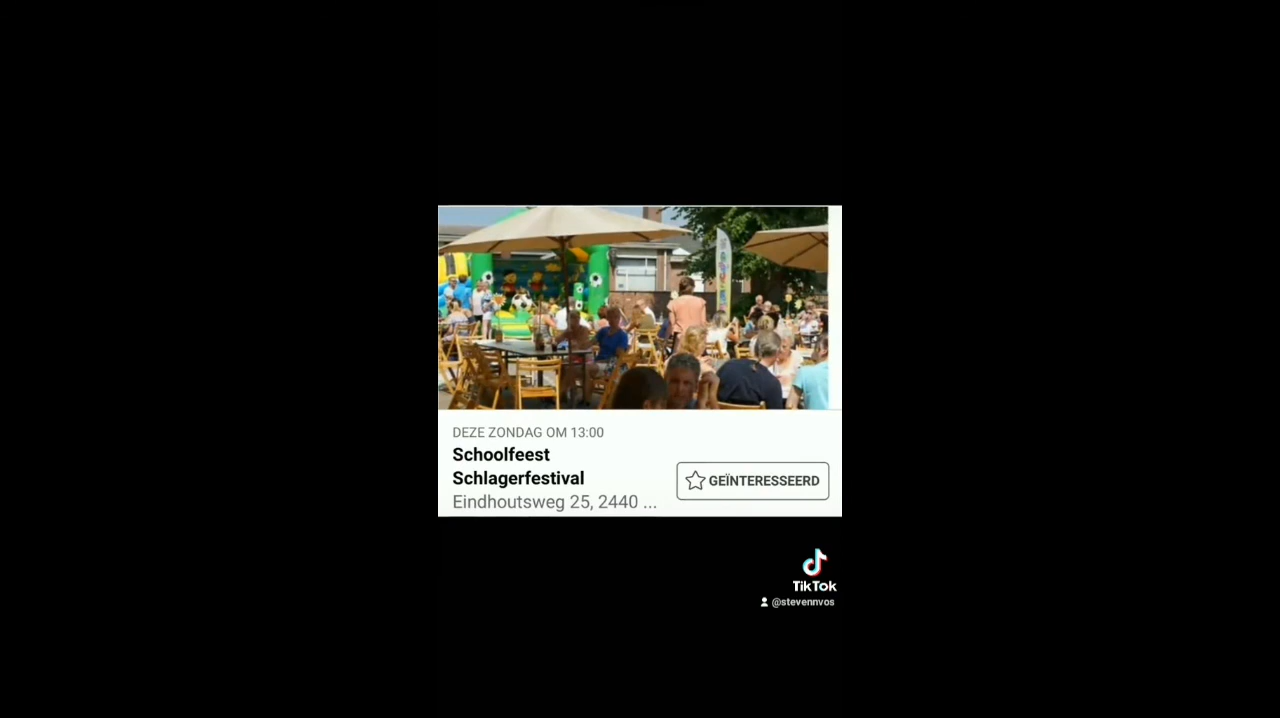 DEZE ZONDAG OM 13:00
Schoolfeest
Schlagerfestival
Eindhoutsweg 25, 2440 ...
GEÏNTERESSEERD
TikTok
@stevennvos